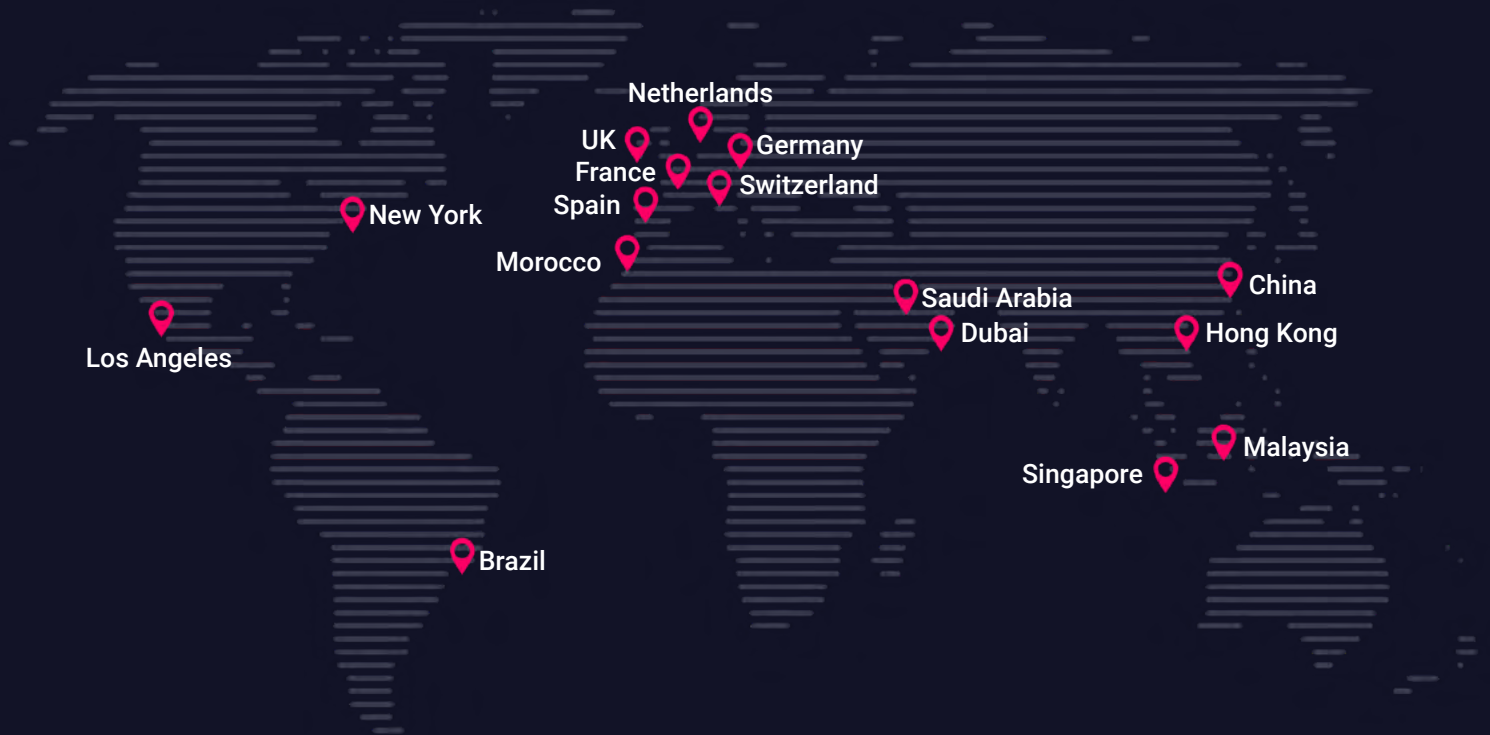 Netherlands
UK
Germany
France
Switzerland
Spain
New York
Morocco
China
Saudi Arabia
Dubai
Hong Kong
Los Angeles
Malaysia
Singapore
Brazil